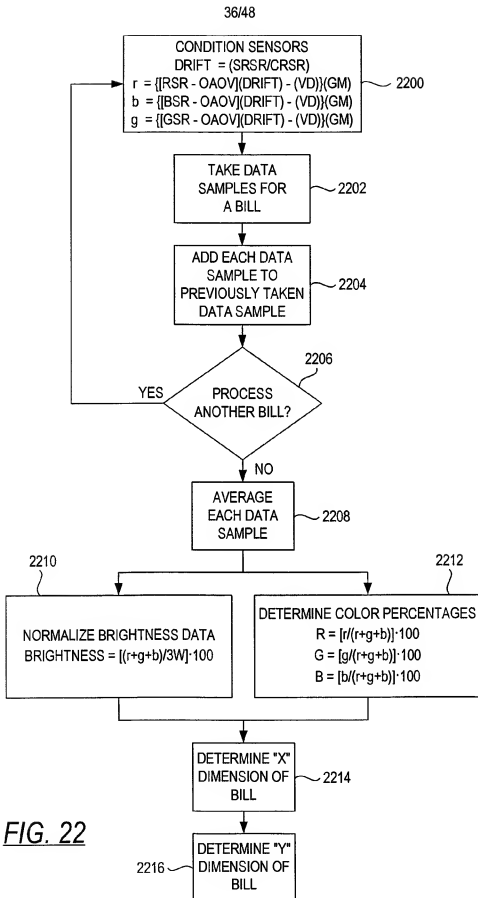 36/48
CONDITION SENSORS
DRIFT = (SRSR/CRSR)
r = {[RSR - OAOV](DRIFT) - (VD)}(GM)
b = {[BSR - OAOV](DRIFT) - (VD)}(GM)
g = {[GSR - OAOV](DRIFT) - (VD)}(GM)
2200
TAKE DATA
SAMPLES FOR
A BILL
2202
ADD EACH DATA
SAMPLE TO
PREVIOUSLY TAKEN
DATA SAMPLE
2204
2206
YES
PROCESS
ANOTHER BILL?
NO
AVERAGE
EACH DATA
SAMPLE
2208
2210
NORMALIZE BRIGHTNESS DATA
BRIGHTNESS = [(r+g+b)/3W]·100
2212
DETERMINE COLOR PERCENTAGES
R = [r/(r+g+b)]·100
G = [g/(r+g+b)]·100
B = [b/(r+g+b)]·100
DETERMINE "X"
DIMENSION OF
BILL
2214
FIG. 22
2216
DETERMINE "Y"
DIMENSION OF
BILL